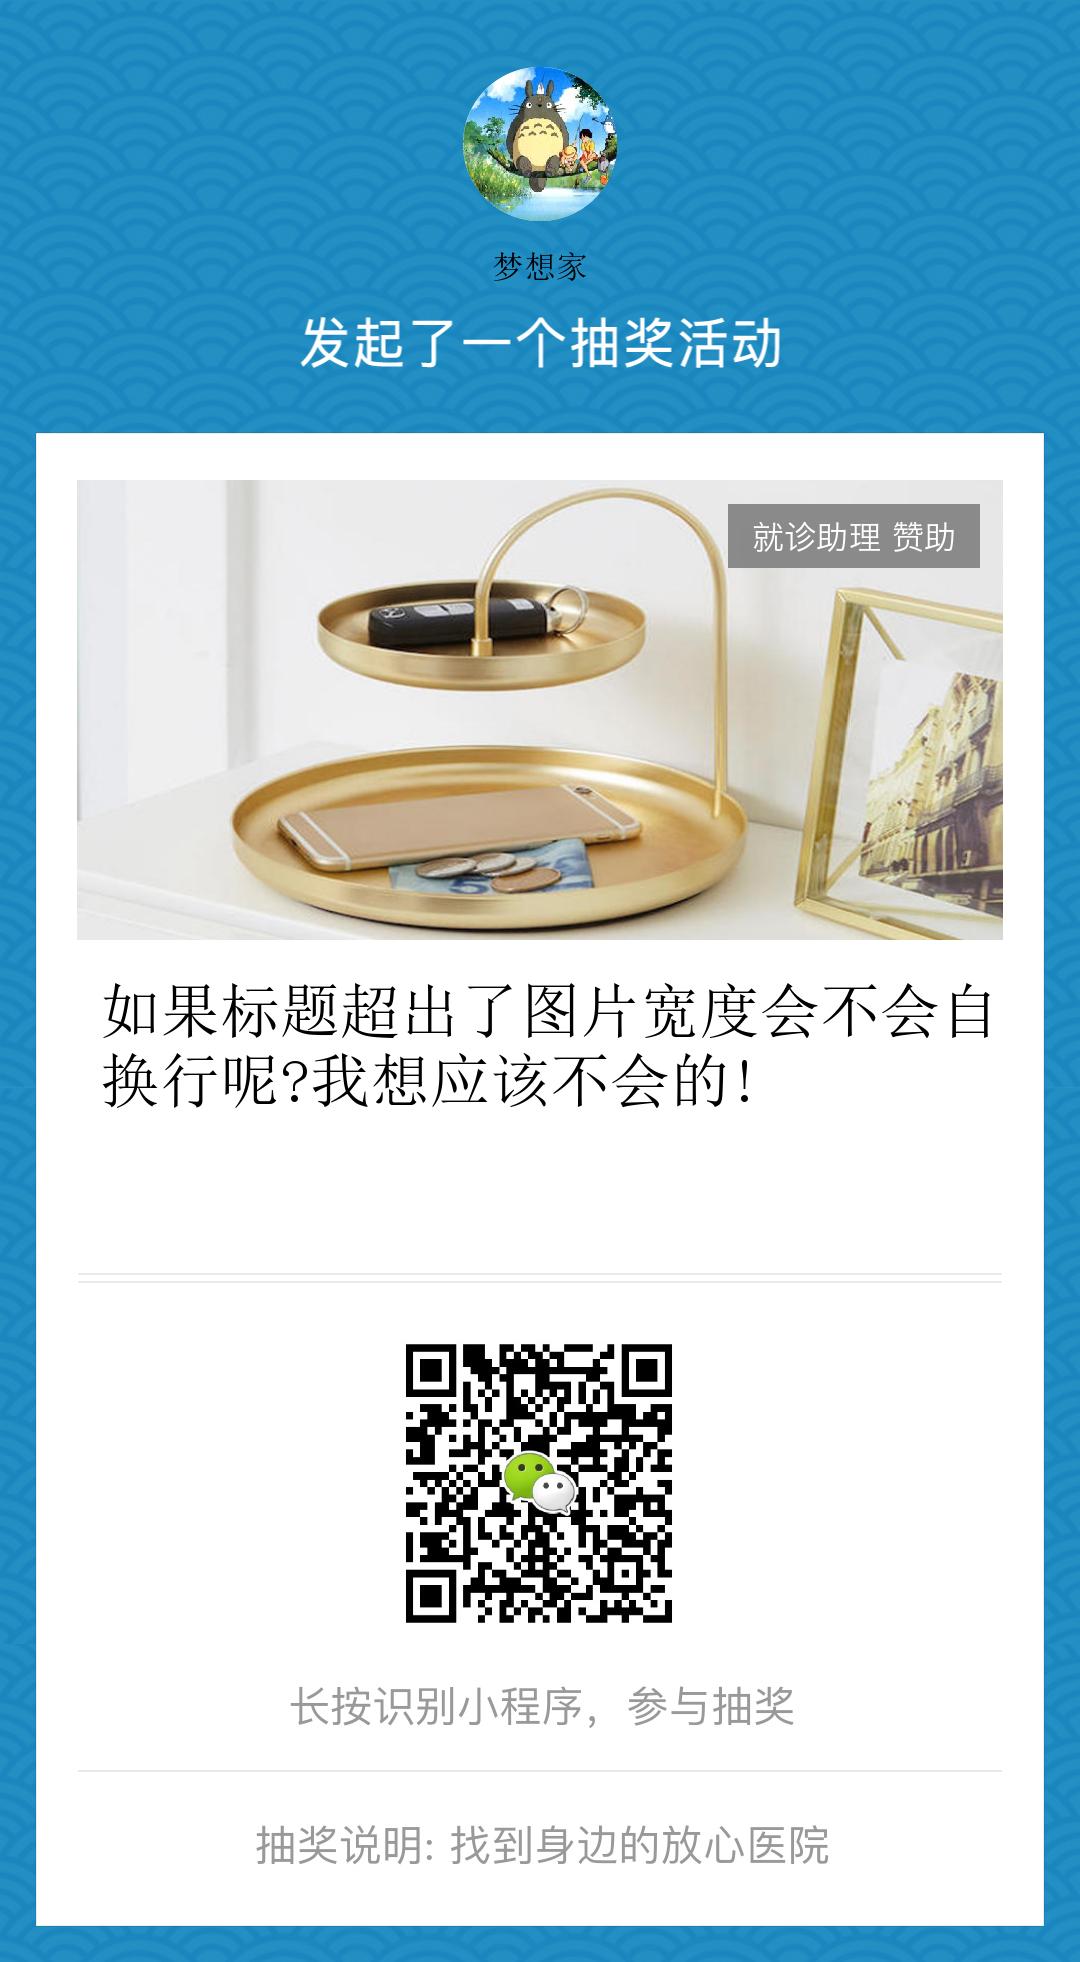 梦想家
发起了一个抽奖活动
就诊助理 赞助
如果标题超出了图片宽度会不会自
换行呢?我想应该不会的!
长按识别小程序，参与抽奖
抽奖说明: 找到身边的放心医院